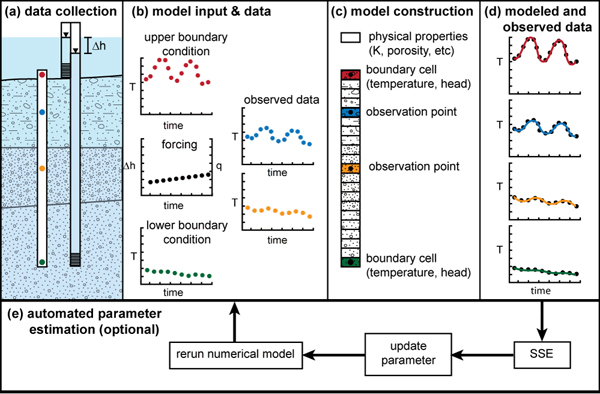 (a) data collection
Δh
(b) model input & data
upper boundary
condition
T
time
forcing
Δh
q
time
lower boundary
condition
T
time
observed data
T
time
T
time
(c) model construction
physical properties
(K, porosity, etc)
boundary cell
(temperature, head)
observation point
observation point
boundary cell
(temperature, head)
(d) modeled and
observed data
T
T
T
T
time
(e) automated parameter
estimation (optional)
rerun numerical model
update
parameter
SSE